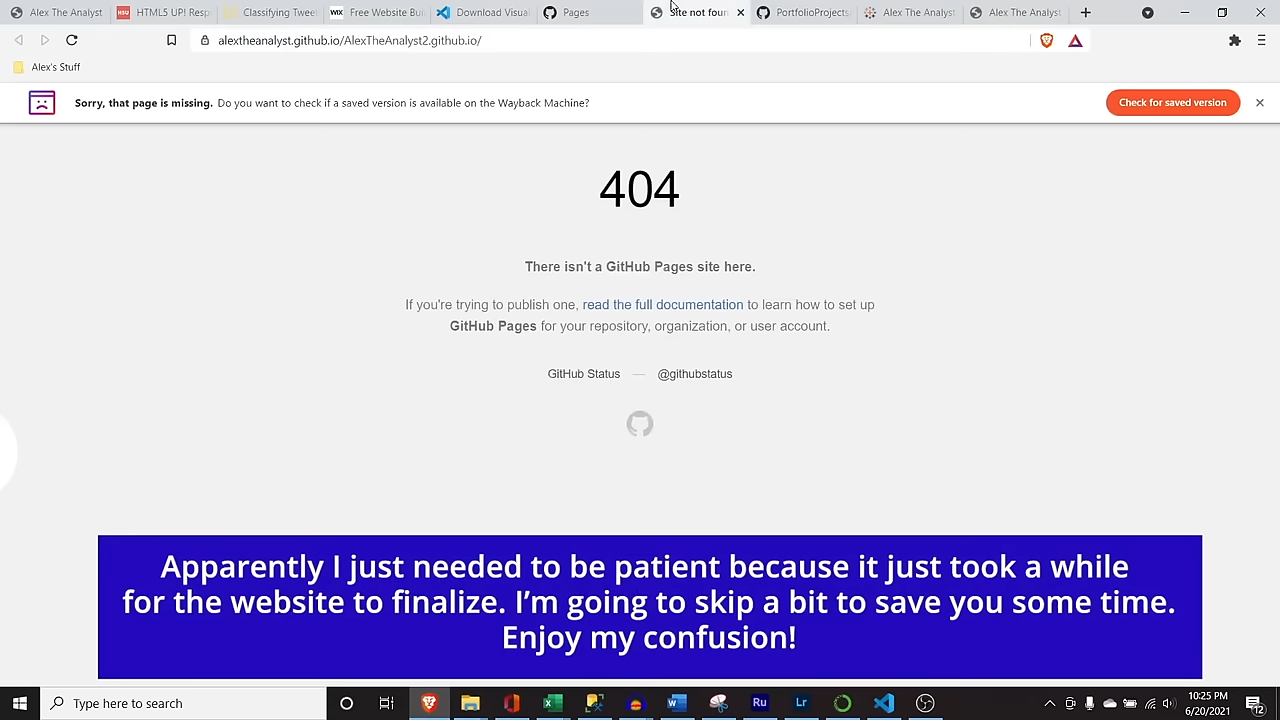 Alex The Analyst
HTML5 UP! Resp
Classifying Tweet
WIX
Free Website Bui
Download Visual
Pages
Site not foun
PortfolioProjects
Alex The Analyst
Alex The Analyst
alextheanalyst.github.io/AlexTheAnalyst2.github.io/
Alex's Stuff
Sorry, that page is missing. Do you want to check if a saved version is available on the Wayback Machine?
Check for saved version
404
There isn't a GitHub Pages site here.
If you're trying to publish one, read the full documentation to learn how to set up
GitHub Pages for your repository, organization, or user account.
GitHub Status — @githubstatus
Apparently I just needed to be patient because it just took a while
for the website to finalize. I'm going to skip a bit to save you some time.
Enjoy my confusion!
Type here to search
Ru
Lr
10:25 PM
6/20/2021